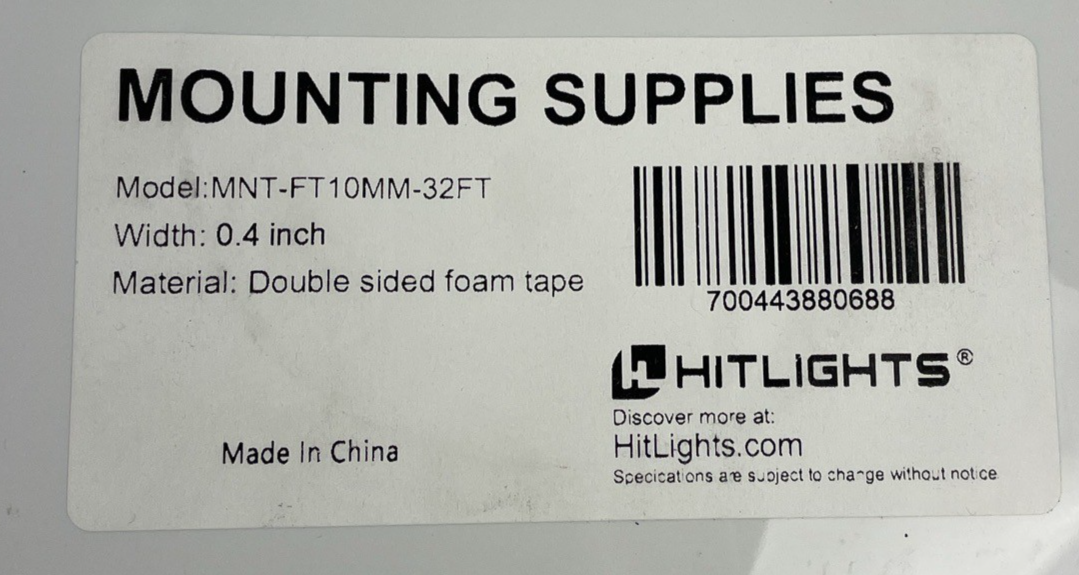 MOUNTING SUPPLIES
Model:MNT-FT10MM-32FT
Width: 0.4 inch
Material: Double sided foam tape
700443880688
HITLIGHTS®
Discover more at:
HitLights.com
Specications are subject to change without notice
Made In China